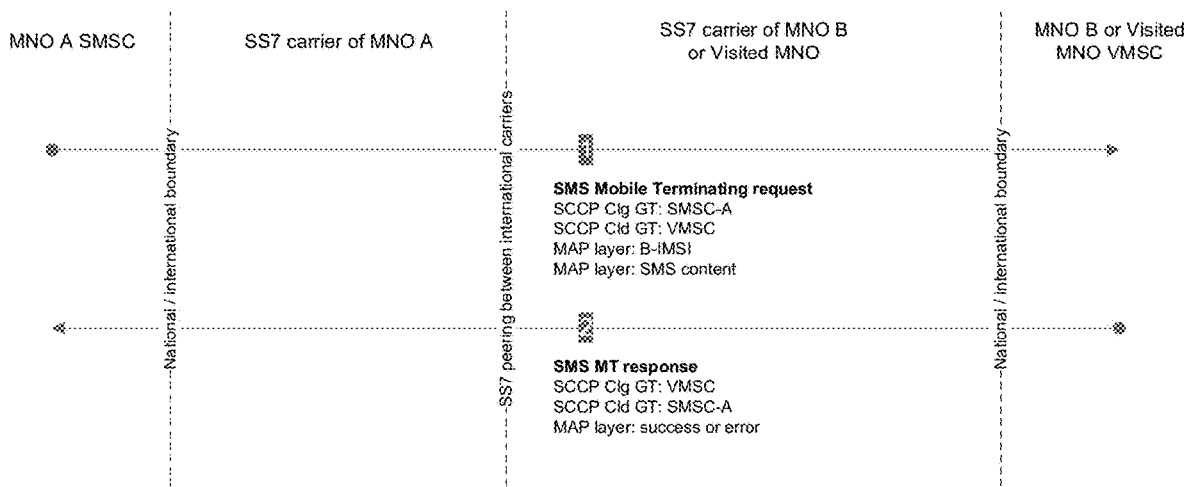 MNO A SMSC
SS7 carrier of MNO A
SS7 carrier of MNO B
or Visited MNO
MNO B or Visited
MNO VMSC
National / international boundary
SS7 peering between international carriers
National / international boundary
1
SMS Mobile Terminating request
SCCP Clg GT: SMSC-A
SCCP Cld GT: VMSC
MAP layer: B-IMSI
MAP layer: SMS content
2
SMS MT response
SCCP Clg GT: VMSC
SCCP Cld GT: SMSC-A
MAP layer: success or error